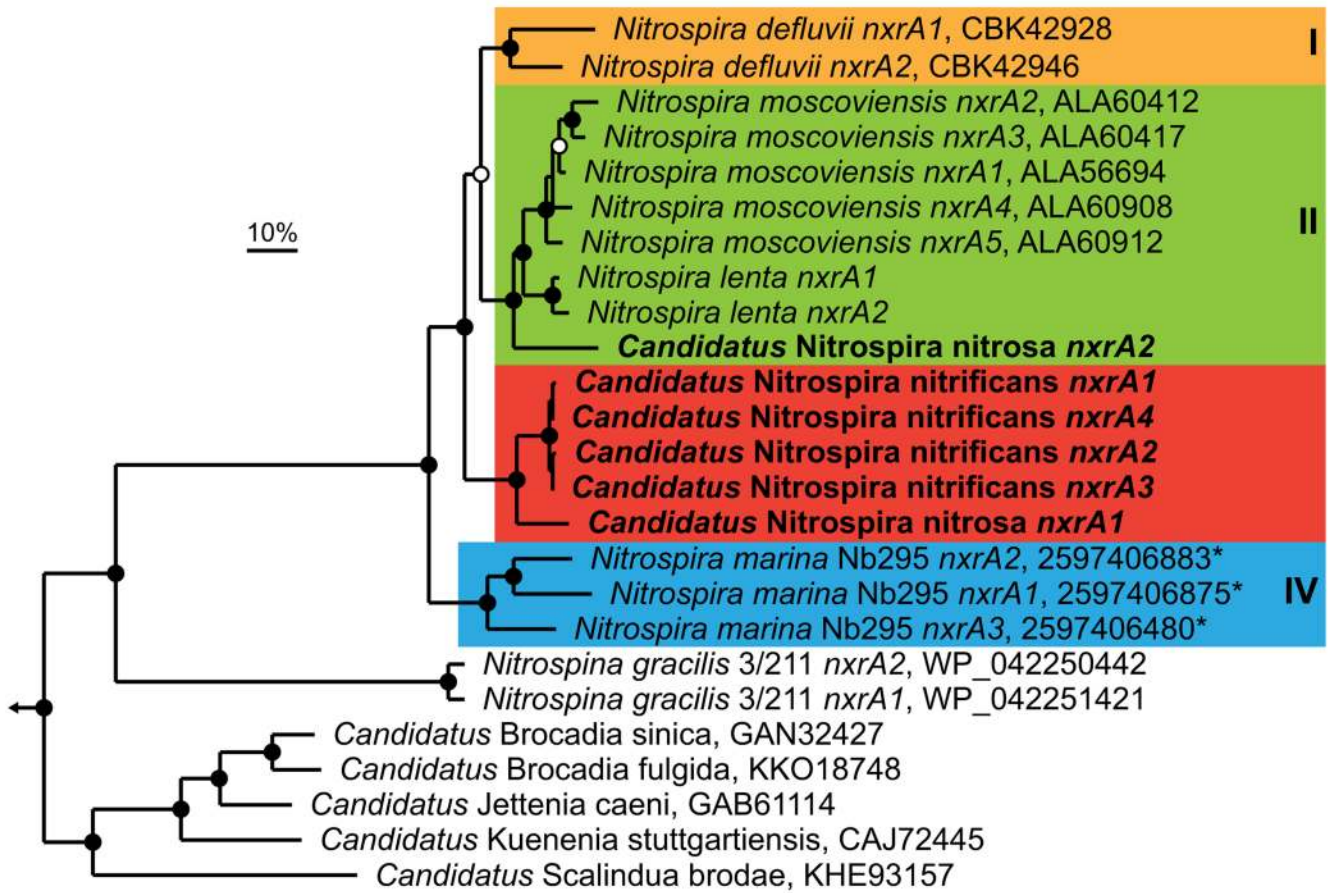 Nitrospira defluvii nxrA1, CBK42928
I
Nitrospira defluvii nxrA2, CBK42946
Nitrospira moscoviensis nxrA2, ALA60412
Nitrospira moscoviensis nxrA3, ALA60417
Nitrospira moscoviensis nxrA1, ALA56694
Nitrospira moscoviensis nxrA4, ALA60908
II
10%
Nitrospira moscoviensis nxrA5, ALA60912
Nitrospira lenta nxrA1
Nitrospira lenta nxrA2
Candidatus Nitrospira nitrosa nxrA2
Candidatus Nitrospira nitrificans nxrA1
Candidatus Nitrospira nitrificans nxrA4
Candidatus Nitrospira nitrificans nxrA2
Candidatus Nitrospira nitrificans nxrA3
Candidatus Nitrospira nitrosa nxrA1
Nitrospira marina Nb295 nxrA2, 2597406883*
Nitrospira marina Nb295 nxrA1, 2597406875*
IV
Nitrospira marina Nb295 nxrA3, 2597406480*
Nitrospina gracilis 3/211 nxrA2, WP_042250442
Nitrospina gracilis 3/211 nxrA1, WP_042251421
Candidatus Brocadia sinica, GAN32427
Candidatus Brocadia fulgida, KKO18748
Candidatus Jettenia caeni, GAB61114
Candidatus Kuenenia stuttgartiensis, CAJ72445
Candidatus Scalindua brodae, KHE93157